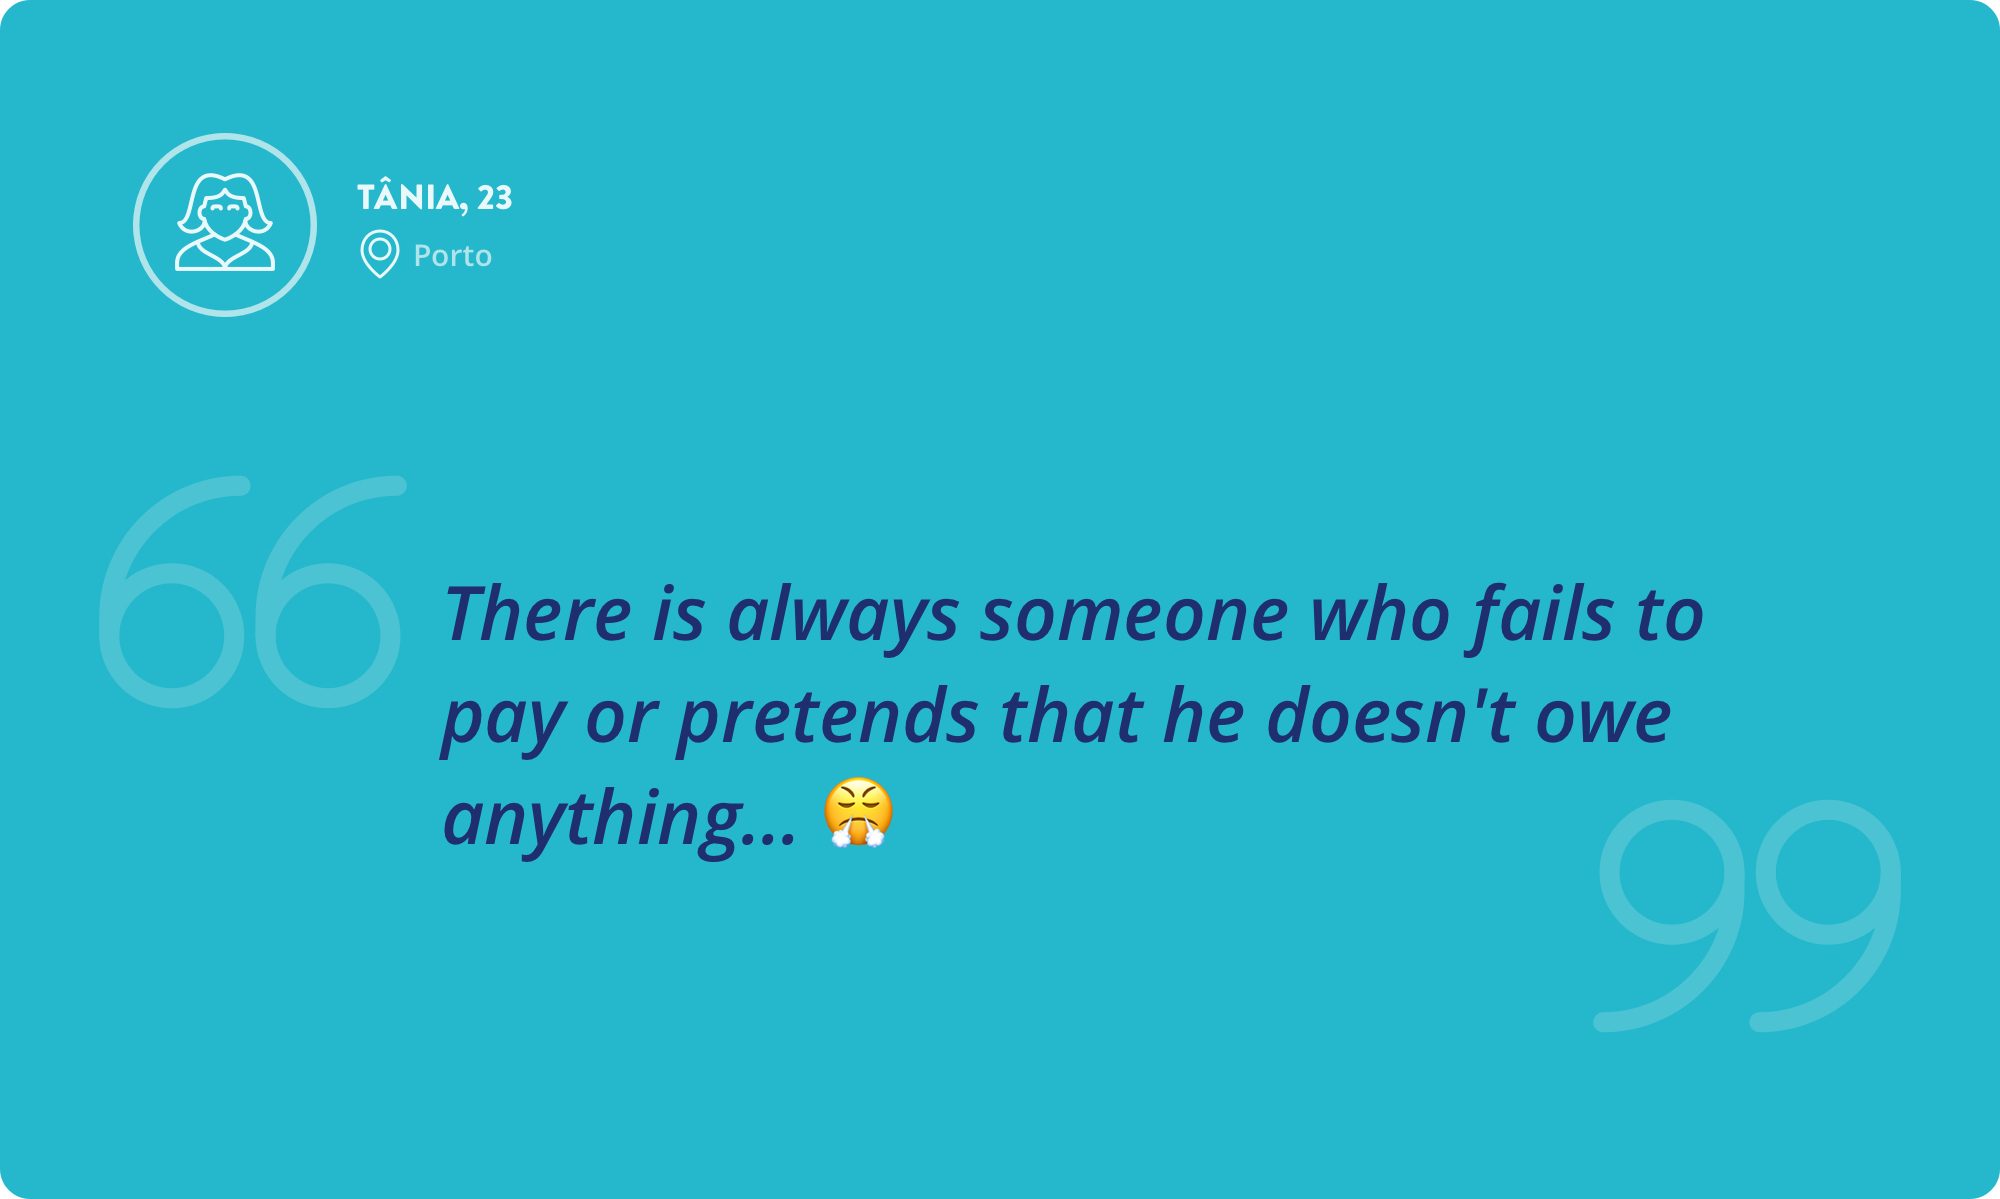 TÂNIA, 23
Porto
There is always someone who fails to
pay or pretends that he doesn't owe
anything... 😤